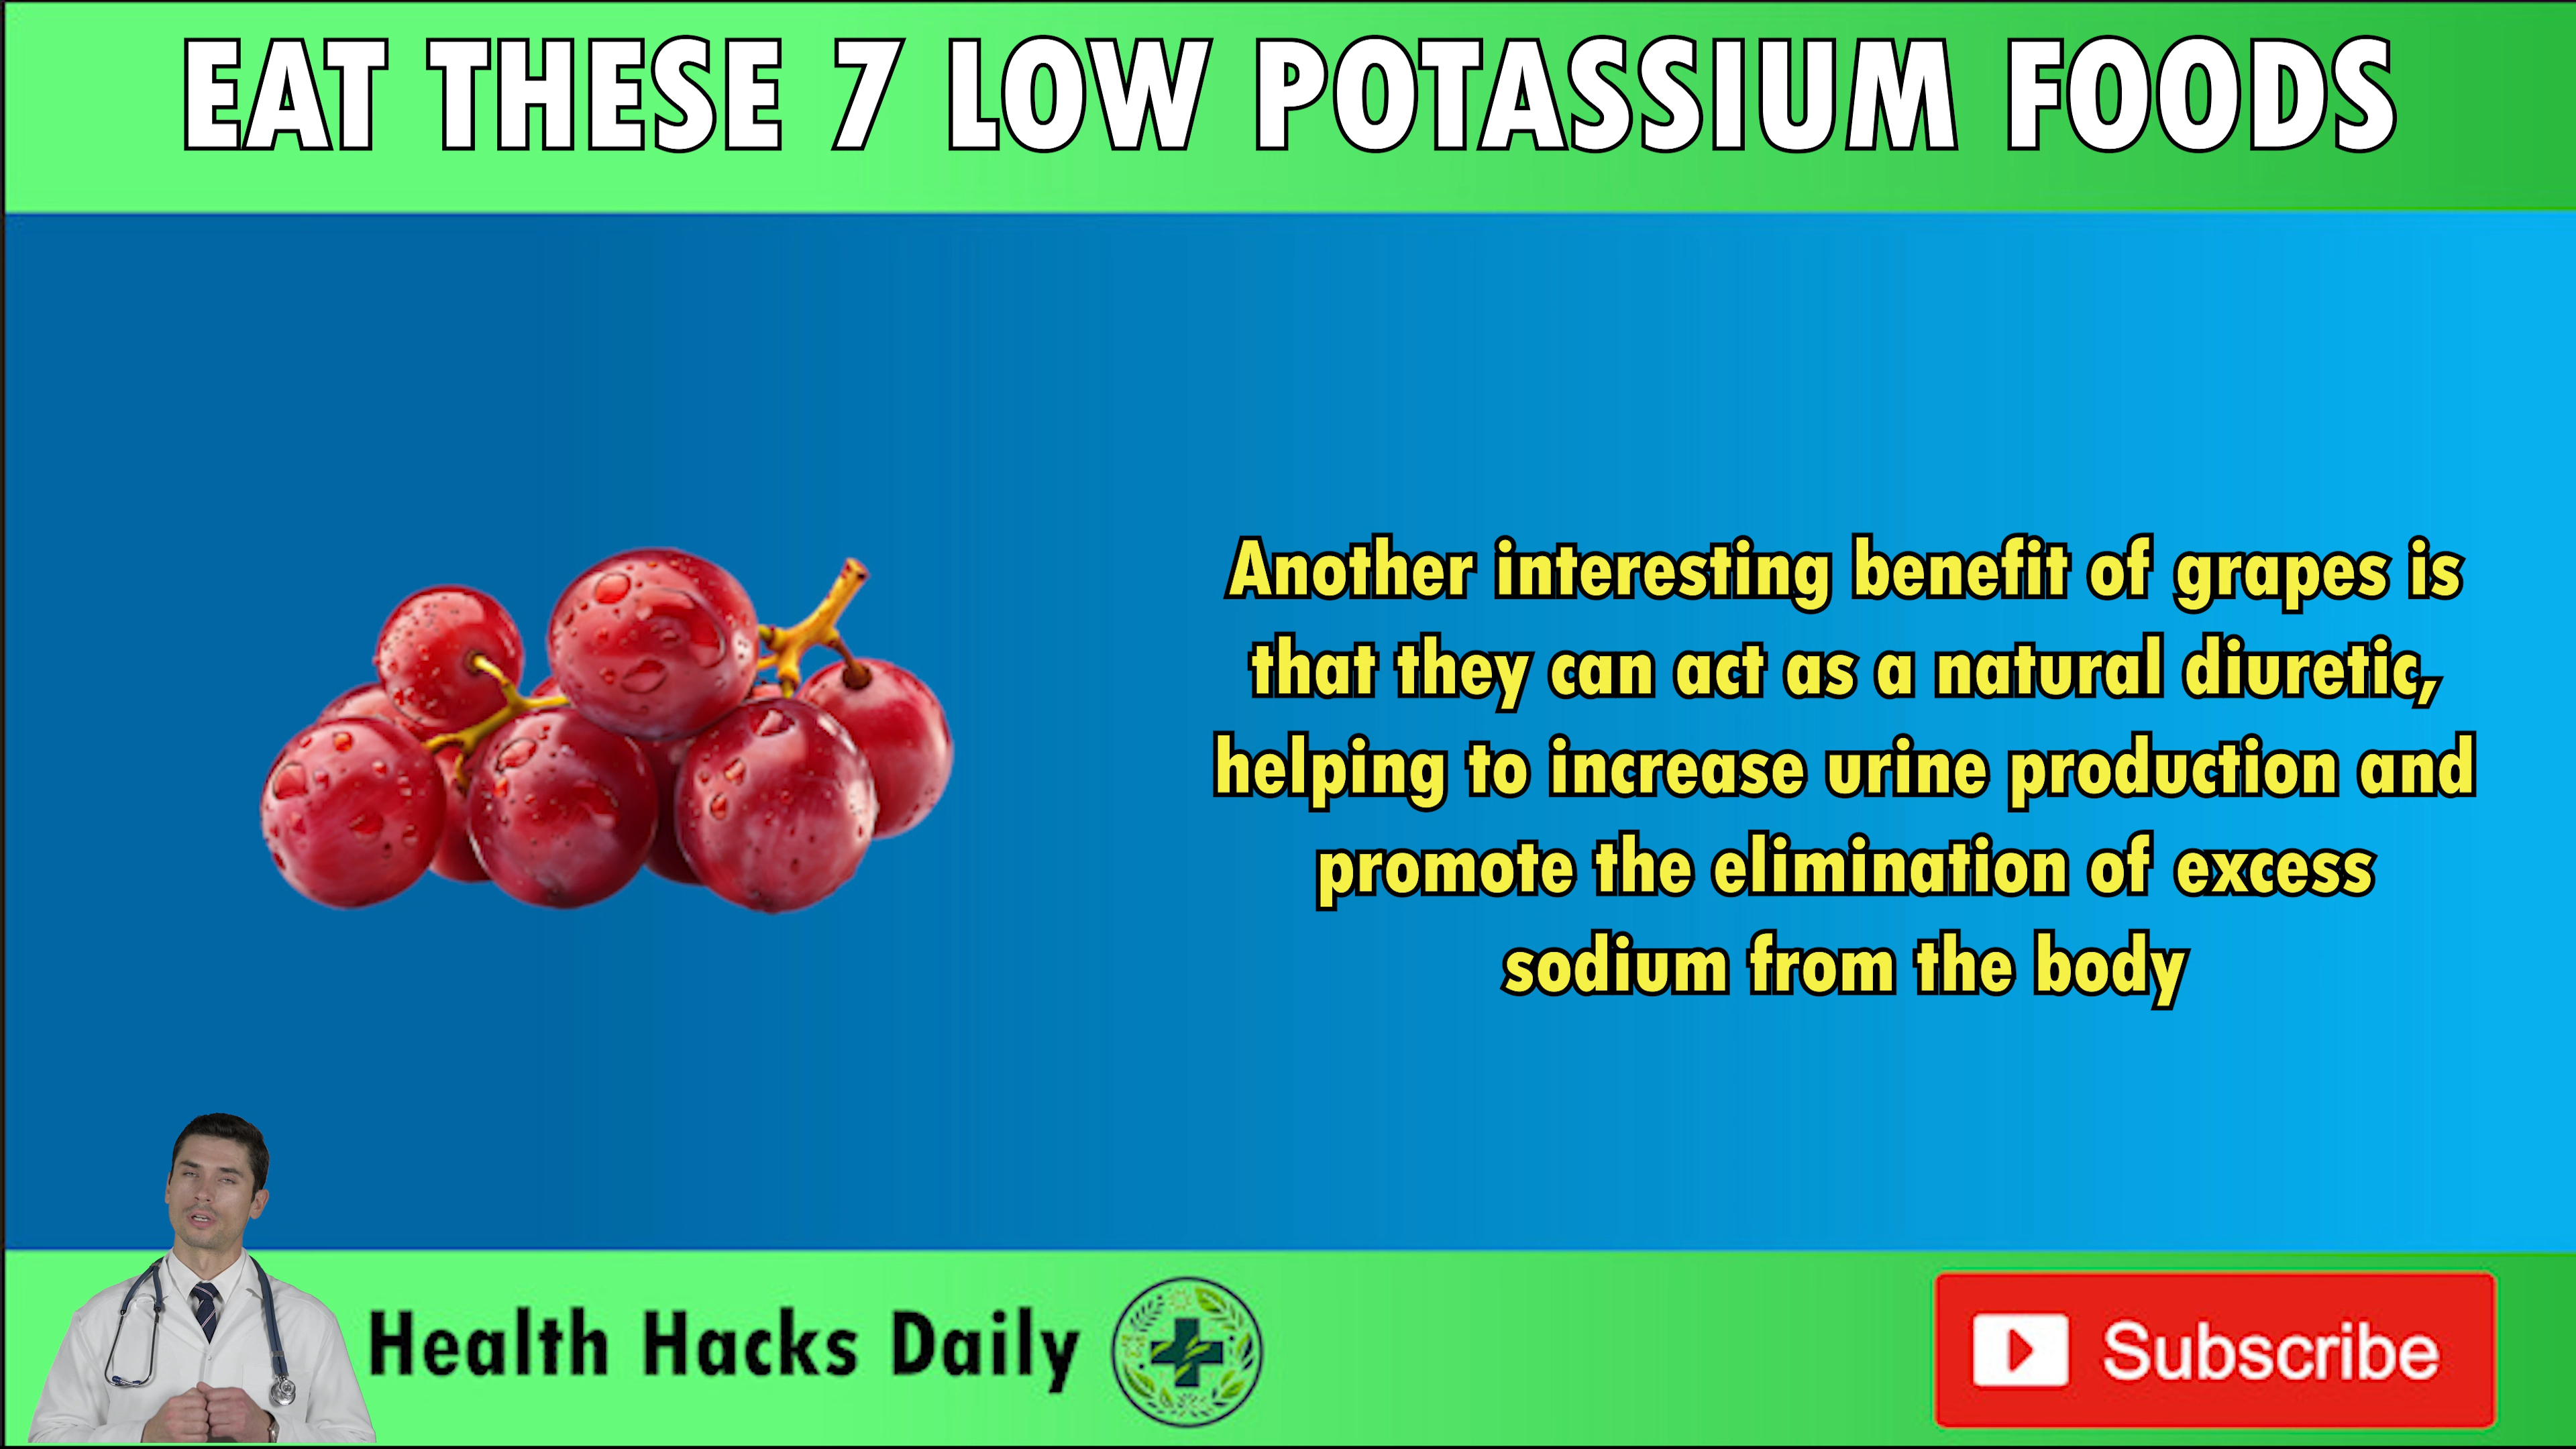 EAT THESE 7 LOW POTASSIUM FOODS
Another interesting benefit of grapes is
that they can act as a natural diuretic,
helping to increase urine production and
promote the elimination of excess
sodium from the body
Health Hacks Daily
Subscribe